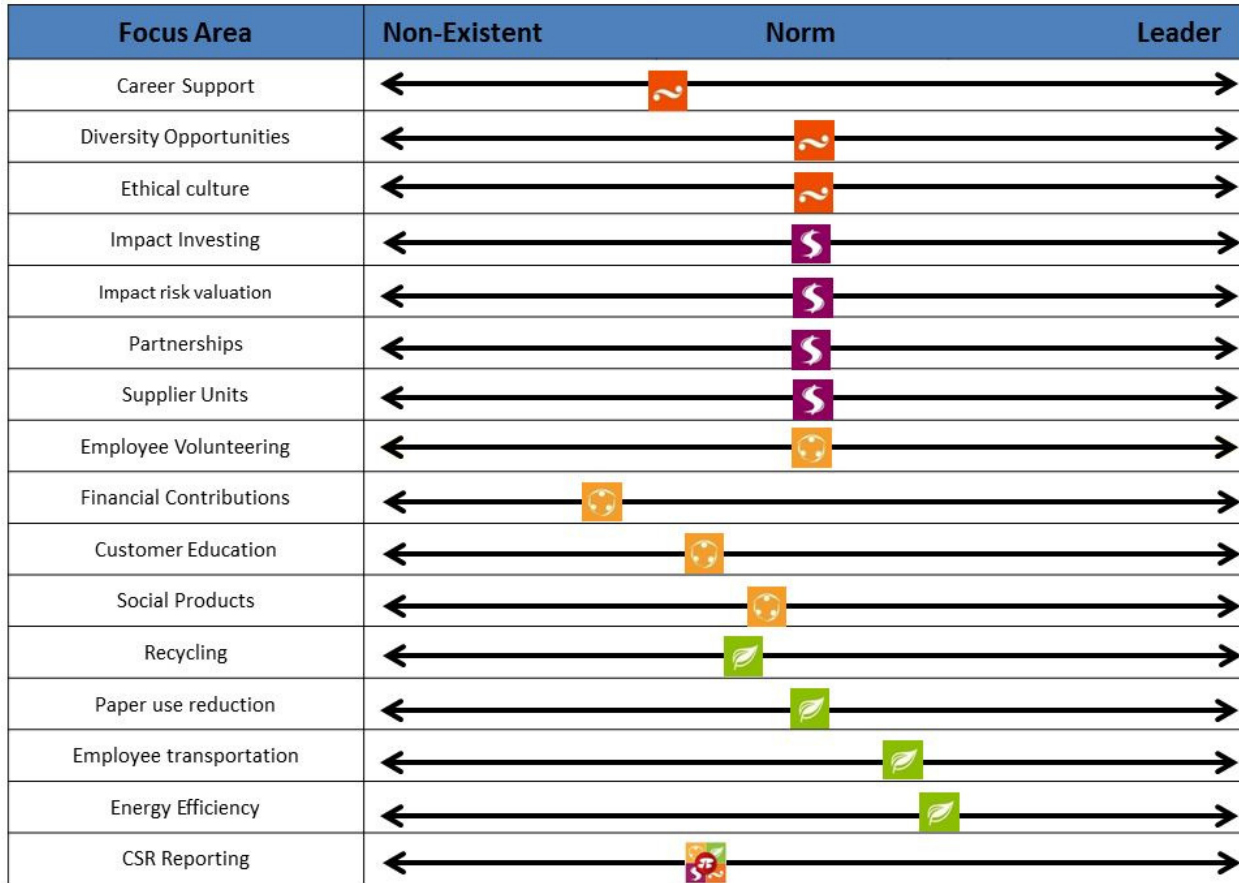 Focus Area Non-Existent Norm Leader
Career Support
Diversity Opportunities
Ethical culture
Impact Investing
Impact risk valuation
Partnerships
Supplier Units
Employee Volunteering
Financial Contributions
Customer Education
Social Products
Recycling
Paper use reduction
Employee transportation
Energy Efficiency
CSR Reporting